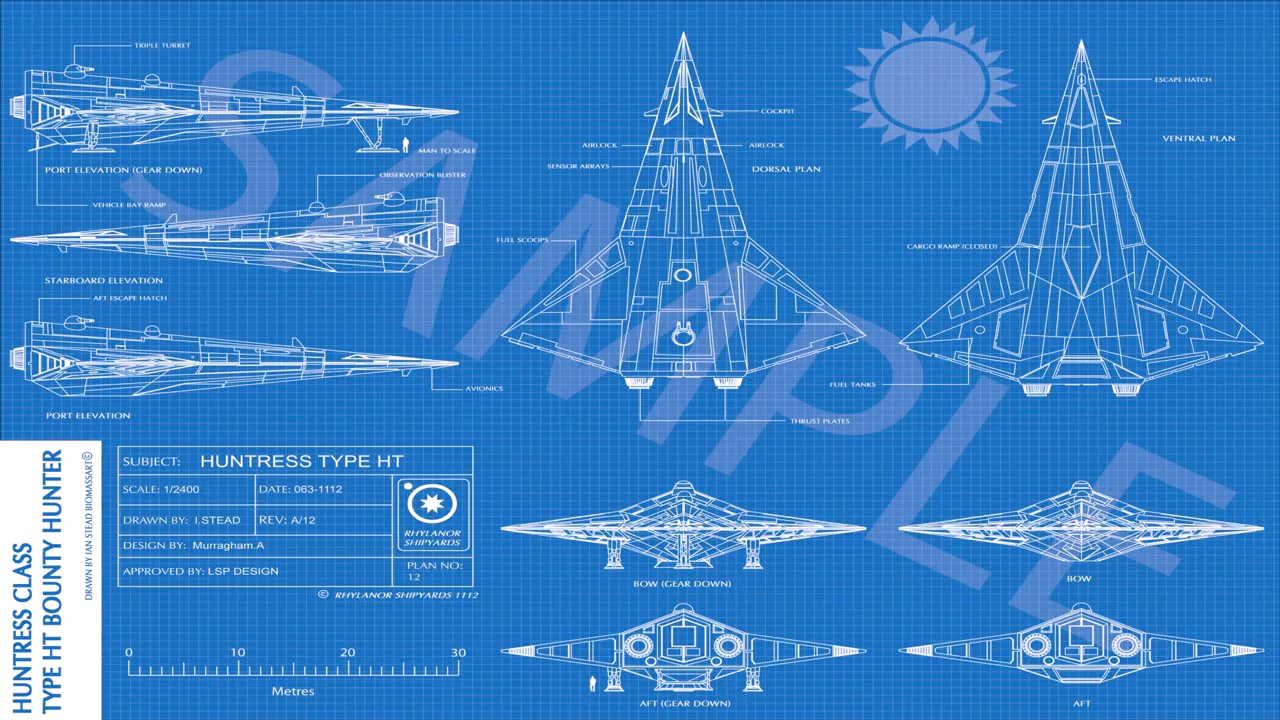 TRIPLE TURRET
MAN TO SCALE
PORT ELEVATION (GEAR DOWN)
OBSERVATION BLISTER
VEHICLE BAY RAMP
STARBOARD ELEVATION
AFT ESCAPE HATCH
AVIONICS
PORT ELEVATION
COCKPIT
AIRLOCK
AIRLOCK
SENSOR ARRAYS
DORSAL PLAN
FUEL SCOOPS
THRUST PLATES
ESCAPE HATCH
VENTRAL PLAN
CARGO RAMP (CLOSED)
FUEL TANKS
SAMPLE
HUNTRESS CLASS
TYPE HT BOUNTY HUNTER
DRAWN BY IAN STEAD BIOMASSART©
SUBJECT: HUNTRESS TYPE HT
SCALE: 1/2400 DATE: 063-1112
DRAWN BY: I.STEAD REV: A/12
DESIGN BY: Murragham.A
APPROVED BY: LSP DESIGN
RHYLANOR
SHIPYARDS
PLAN NO:
12
© RHYLANOR SHIPYARDS 1112
0 10 20 30
Metres
BOW (GEAR DOWN)
BOW
AFT (GEAR DOWN)
AFT